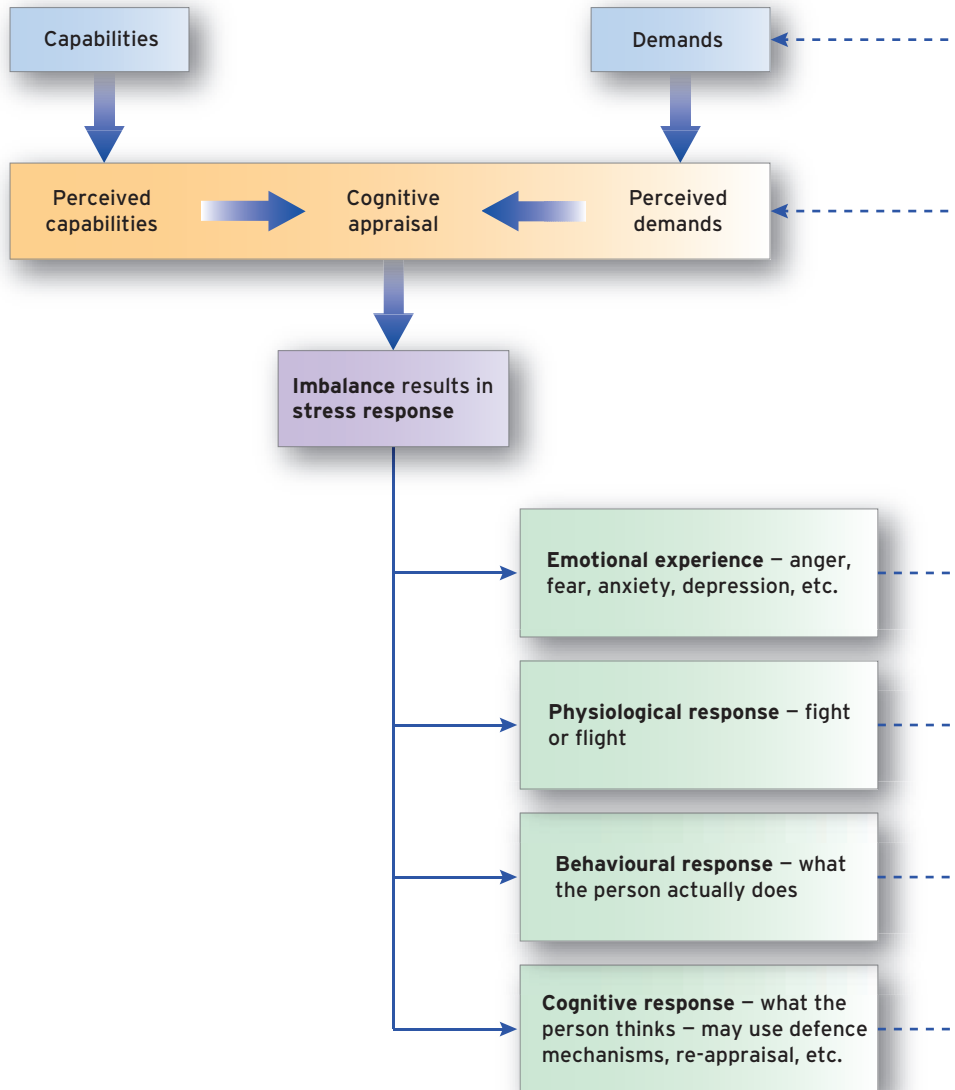 Capabilities
Demands
Perceived
capabilities
Cognitive
appraisal
Perceived
demands
Imbalance results in
stress response
Emotional experience – anger,
fear, anxiety, depression, etc.
Physiological response – fight
or flight
Behavioural response – what
the person actually does
Cognitive response – what the
person thinks – may use defence
mechanisms, re-appraisal, etc.